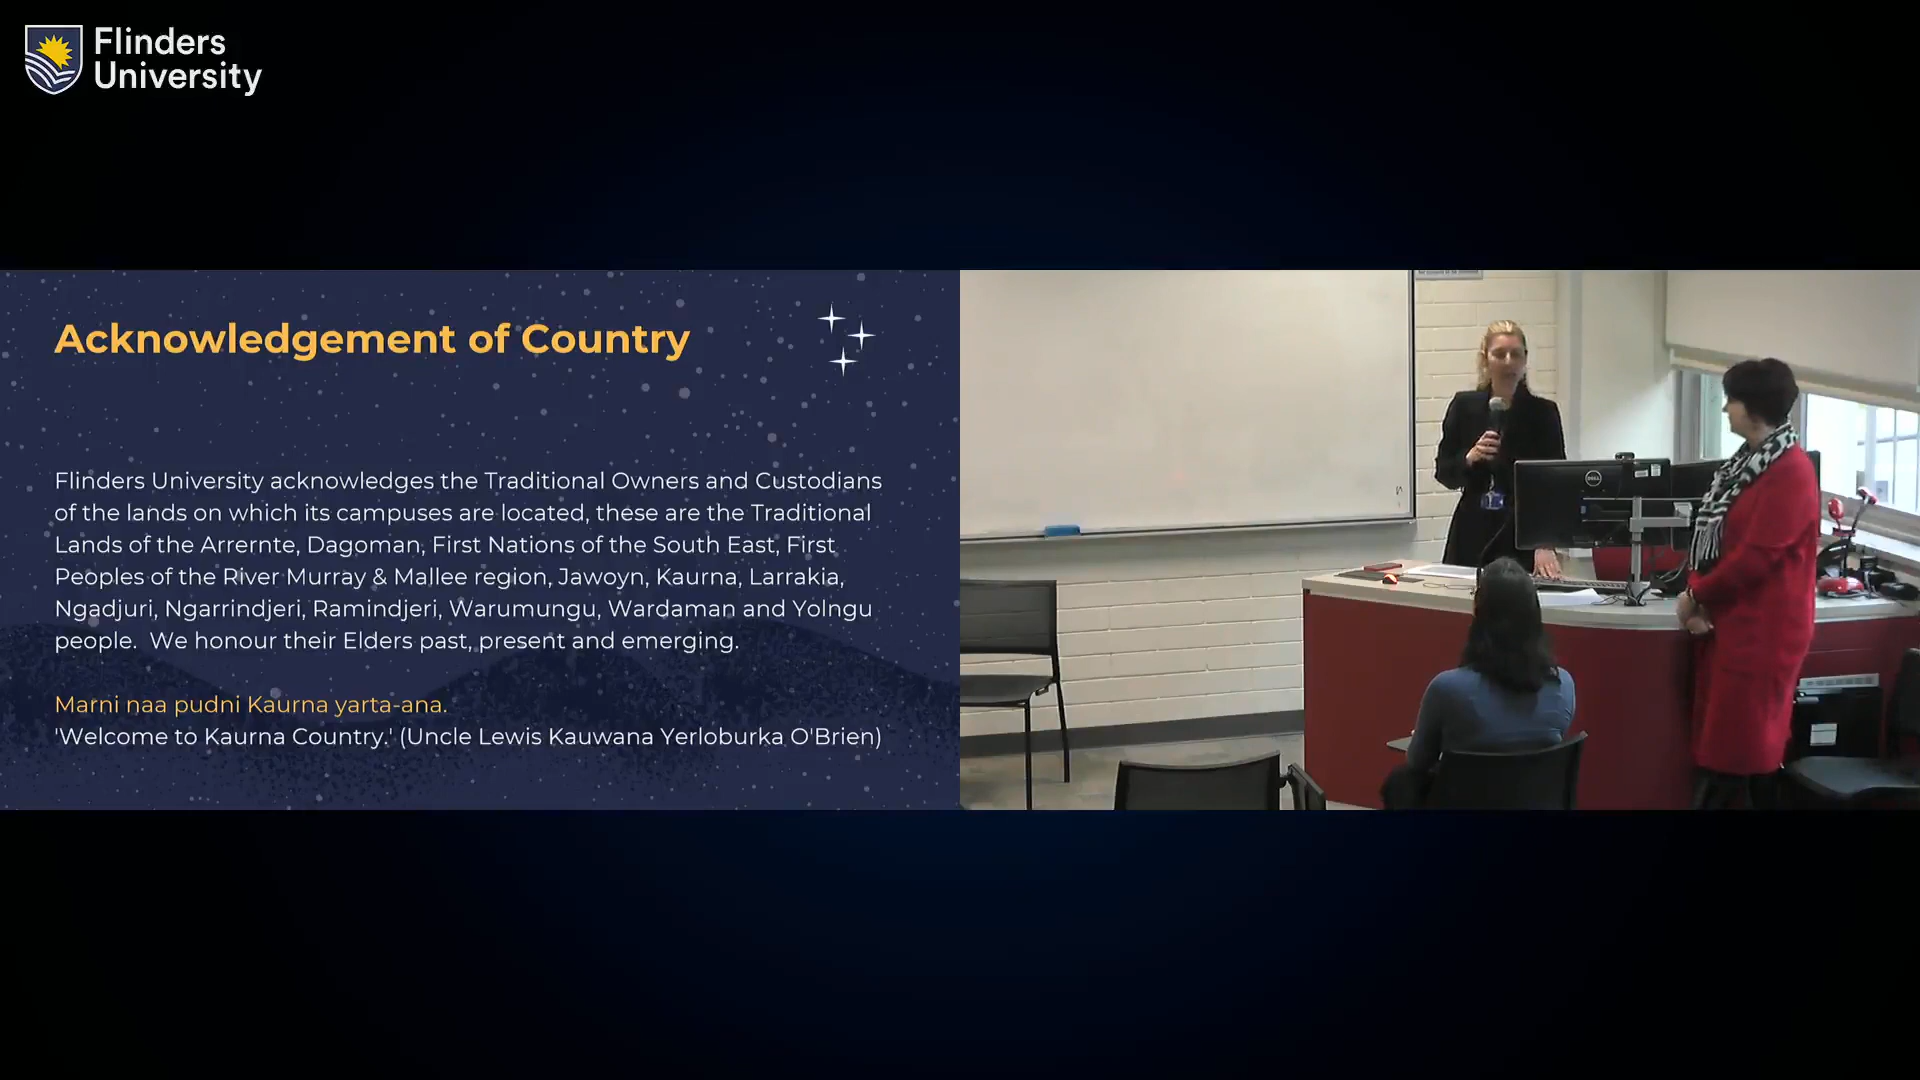 Flinders
University
Acknowledgement of Country
Flinders University acknowledges the Traditional Owners and Custodians
of the lands on which its campuses are located, these are the Traditional
Lands of the Arrernte, Dagoman, First Nations of the South East, First
Peoples of the River Murray & Mallee region, Jawoyn, Kaurna, Larrakia,
Ngadjuri, Ngarrindjeri, Ramindjeri, Warumungu, Wardaman and Yolngu
people.  We honour their Elders past, present and emerging.
Marni naa pudni Kaurna yarta-ana.
'Welcome to Kaurna Country.' (Uncle Lewis Kauwana Yerloburka O'Brien)
DELL